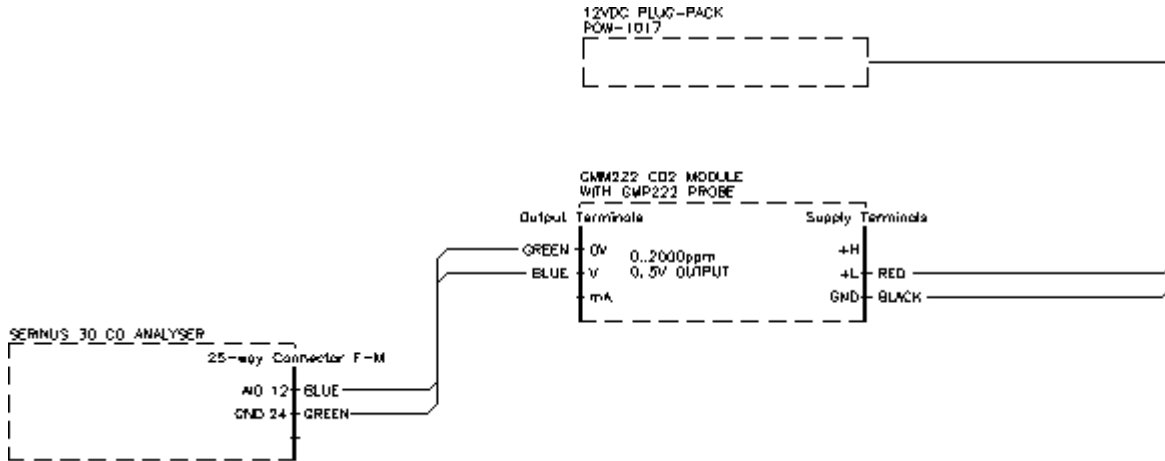 12VDC PLUG-PACK
POW-1017
GMM222 CO2 MODULE
WITH GMP222 PROBE
Output Terminals
Supply Terminals
GREEN 0V
0..2000ppm
+H
BLUE V
0..5V OUTPUT
+L RED
mA
GND BLACK
SERINUS 30 CO ANALYSER
25-way Connector F-M
AIO 12 BLUE
GND 24 GREEN